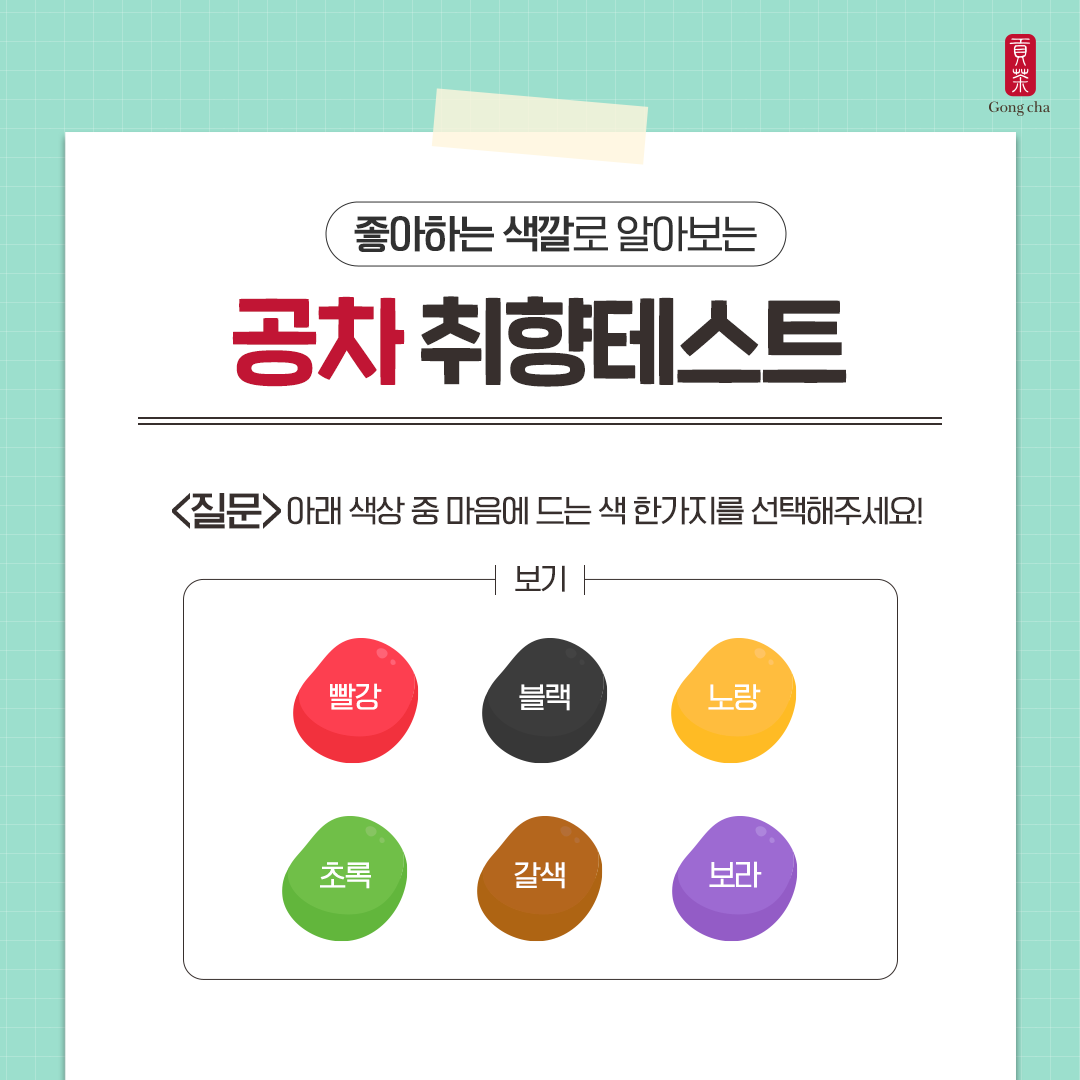 貢茶
Gong cha
좋아하는 색깔로 알아보는
공차 취향테스트
<질문> 아래 색상 중 마음에 드는 색 한가지를 선택해주세요!
보기
빨강 블랙 노랑
초록 갈색 보라